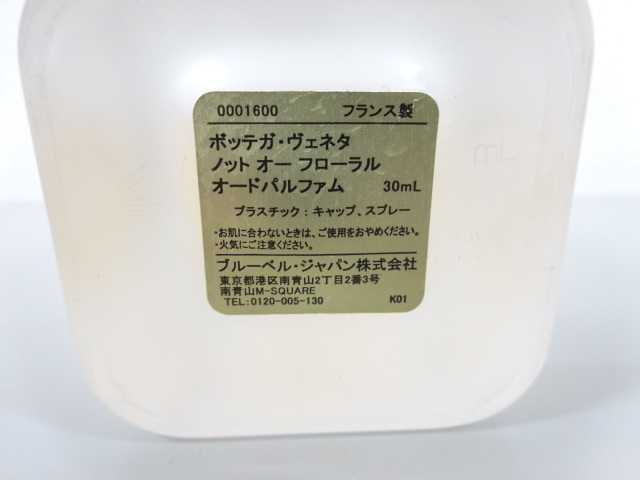 0001600 フランス製
ボッテガ・ヴェネタ
ノット オー フローラル
オードパルファム 30mL
プラスチック：キャップ、スプレー
・お肌に合わないときは、ご使用をおやめください。
・火気にご注意ください。
ブルーベル・ジャパン株式会社
東京都港区南青山2丁目2番3号
南青山M-SQUARE
TEL:0120-005-130 K01